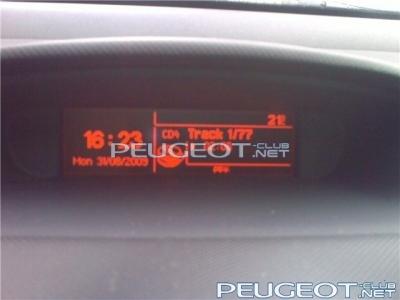 21
16:23
CD4 Track 1/77
Mon 31/08/2009
PEUGEOT-CLUB.NET
PEUGEOT-CLUB.NET